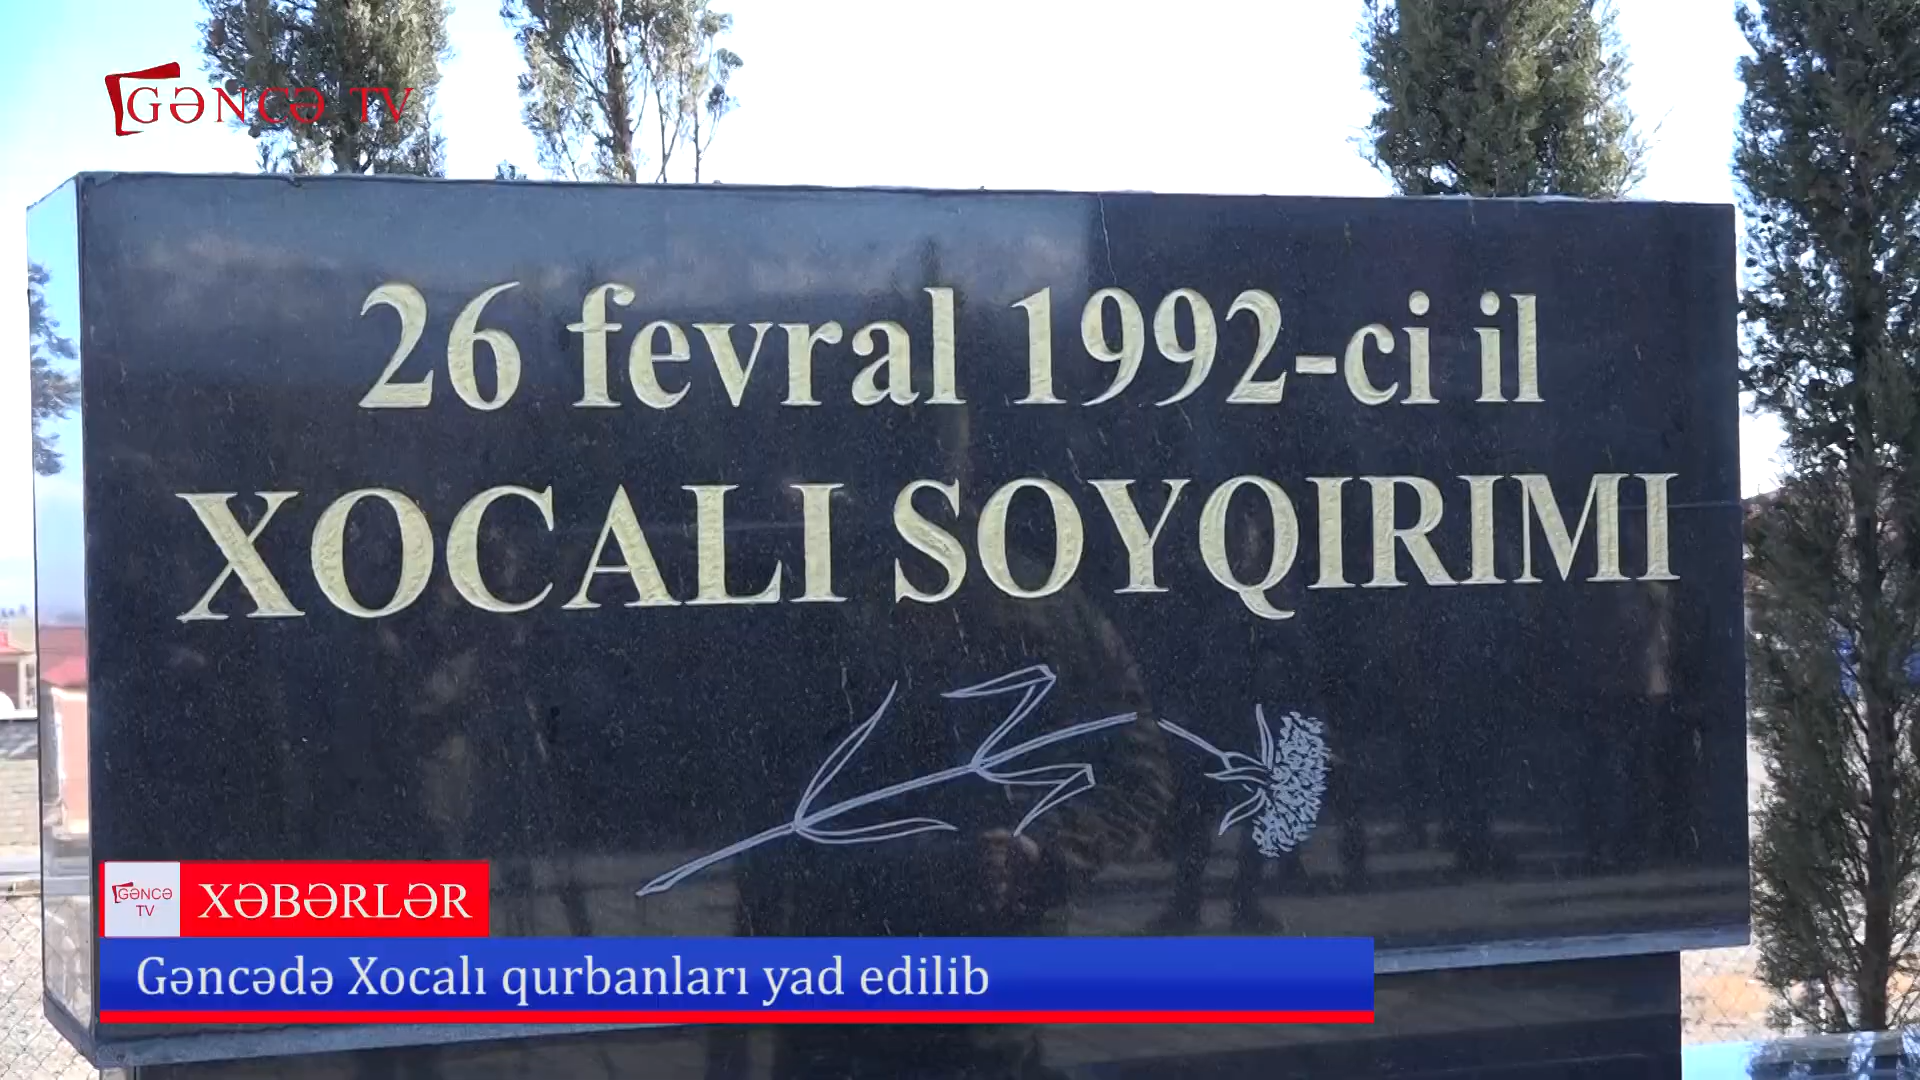 GƏNCƏ TV
26 fevral 1992-ci il
XOCALI SOYQIRIMI
GƏNCƏ
TV
XƏBƏRLƏR
Gəncədə Xocalı qurbanları yad edilib